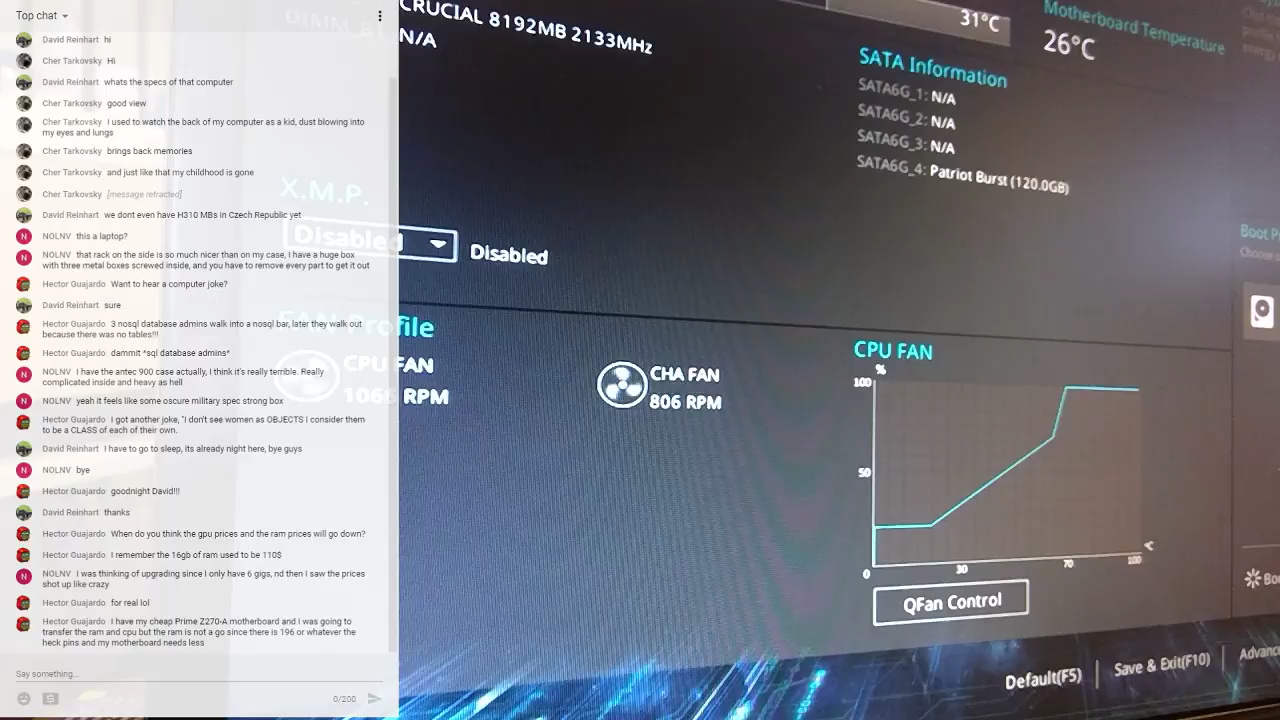 Top chat
David Reinhart hi
Cher Tarkovsky Hi
David Reinhart whats the specs of that computer
Cher Tarkovsky good view
Cher Tarkovsky I used to watch the back of my computer as a kid, dust blowing into
my eyes and lungs
Cher Tarkovsky brings back memories
Cher Tarkovsky and just like that my childhood is gone
Cher Tarkovsky [message retracted]
David Reinhart we dont even have H310 MBs in Czech Republic yet
N NOLNV this a laptop?
N NOLNV that rack on the side is so much nicer than on my case, I have a huge box
with three metal boxes screwed inside, and you have to remove every part to get it out
Hector Guajardo Want to hear a computer joke?
David Reinhart sure
Hector Guajardo 3 nosql database admins walk into a nosql bar, later they walk out
because there was no tables!!!
Hector Guajardo dammit *sql database admins*
N NOLNV I have the antec 900 case actually, I think it's really terrible. Really
complicated inside and heavy as hell
N NOLNV yeah it feels like some oscure military spec strong box
Hector Guajardo I got another joke, "I don't see women as OBJECTS I consider them
to be a CLASS of each of their own.
David Reinhart I have to go to sleep, its already night here, bye guys
N NOLNV bye
Hector Guajardo goodnight David!!!
David Reinhart thanks
Hector Guajardo When do you think the gpu prices and the ram prices will go down?
Hector Guajardo I remember the 16gb of ram used to be 110$
N NOLNV I was thinking of upgrading since I only have 6 gigs, nd then I saw the prices
shot up like crazy
Hector Guajardo for real lol
Hector Guajardo I have my cheap Prime Z270-A motherboard and I was going to
transfer the ram and cpu but the ram is not a go since there is 196 or whatever the
heck pins and my motherboard needs less
Say something...
0/200
CRUCIAL 8192MB 2133MHz
N/A
31°C
Motherboard Temperature
26°C
SATA Information
SATA6G_1: N/A
SATA6G_2: N/A
SATA6G_3: N/A
SATA6G_4: Patriot Burst (120.0GB)
X.M.P.
Disabled
Disabled
FAN Profile
CPU FAN
1066 RPM
CHA FAN
806 RPM
CPU FAN
%
100
50
0
30
70
100
QFan Control
Boot
Default(F5)
Save & Exit(F10)